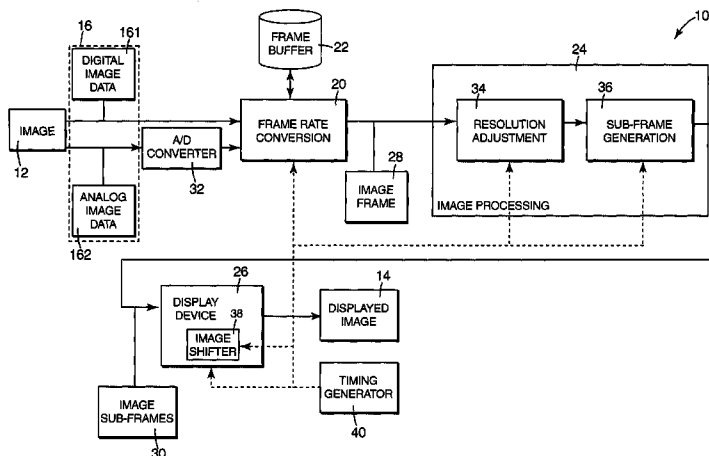 10
16
161
DIGITAL
IMAGE
DATA
FRAME
BUFFER
22
24
20
34
36
IMAGE
12
A/D
CONVERTER
32
FRAME RATE
CONVERSION
RESOLUTION
ADJUSTMENT
SUB-FRAME
GENERATION
28
IMAGE
FRAME
ANALOG
IMAGE
DATA
162
IMAGE PROCESSING
26
14
DISPLAY
DEVICE
38
IMAGE
SHIFTER
DISPLAYED
IMAGE
IMAGE
SUB-FRAMES
30
TIMING
GENERATOR
40